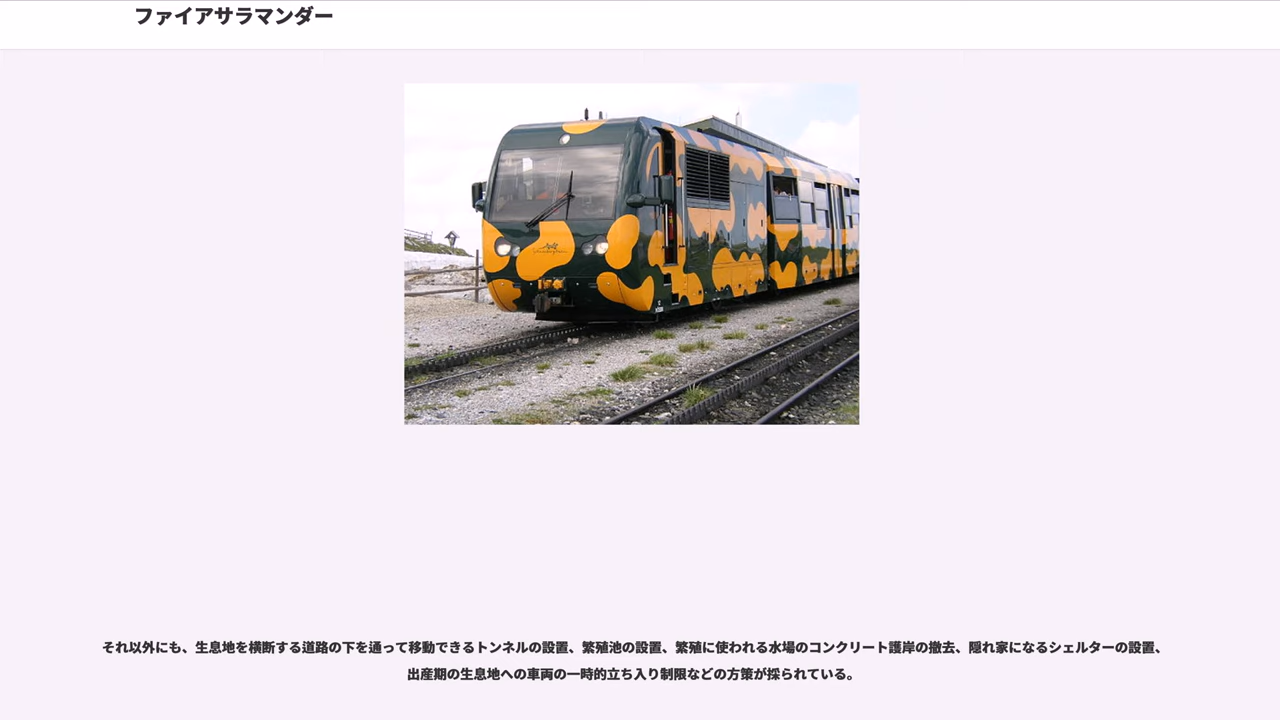 ファイアサラマンダー
それ以外にも、生息地を横断する道路の下を通って移動できるトンネルの設置、繁殖池の設置、繁殖に使われる水場のコンクリート護岸の撤去、隠れ家になるシェルターの設置、
出産期の生息地への車両の一時的立ち入り制限などの方策が採られている。